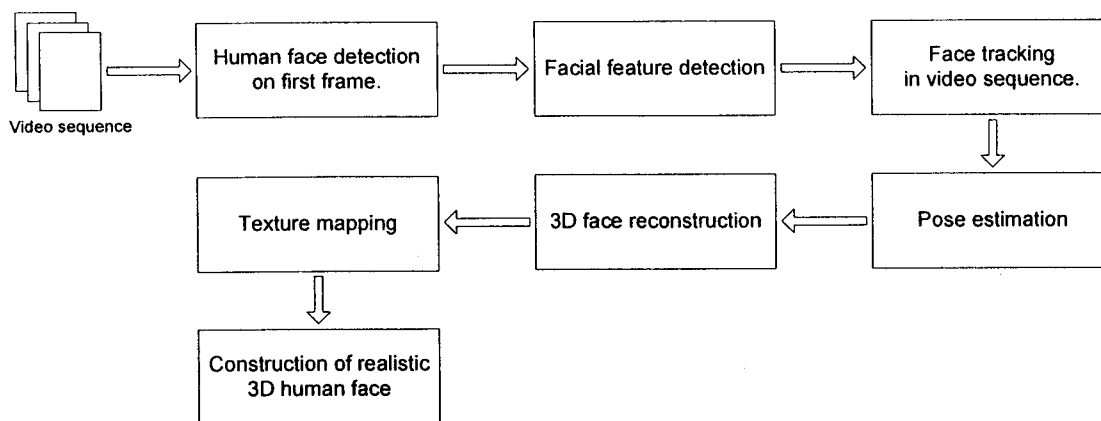 Video sequence
Human face detection
on first frame.
Facial feature detection
Face tracking
in video sequence.
Pose estimation
3D face reconstruction
Texture mapping
Construction of realistic
3D human face